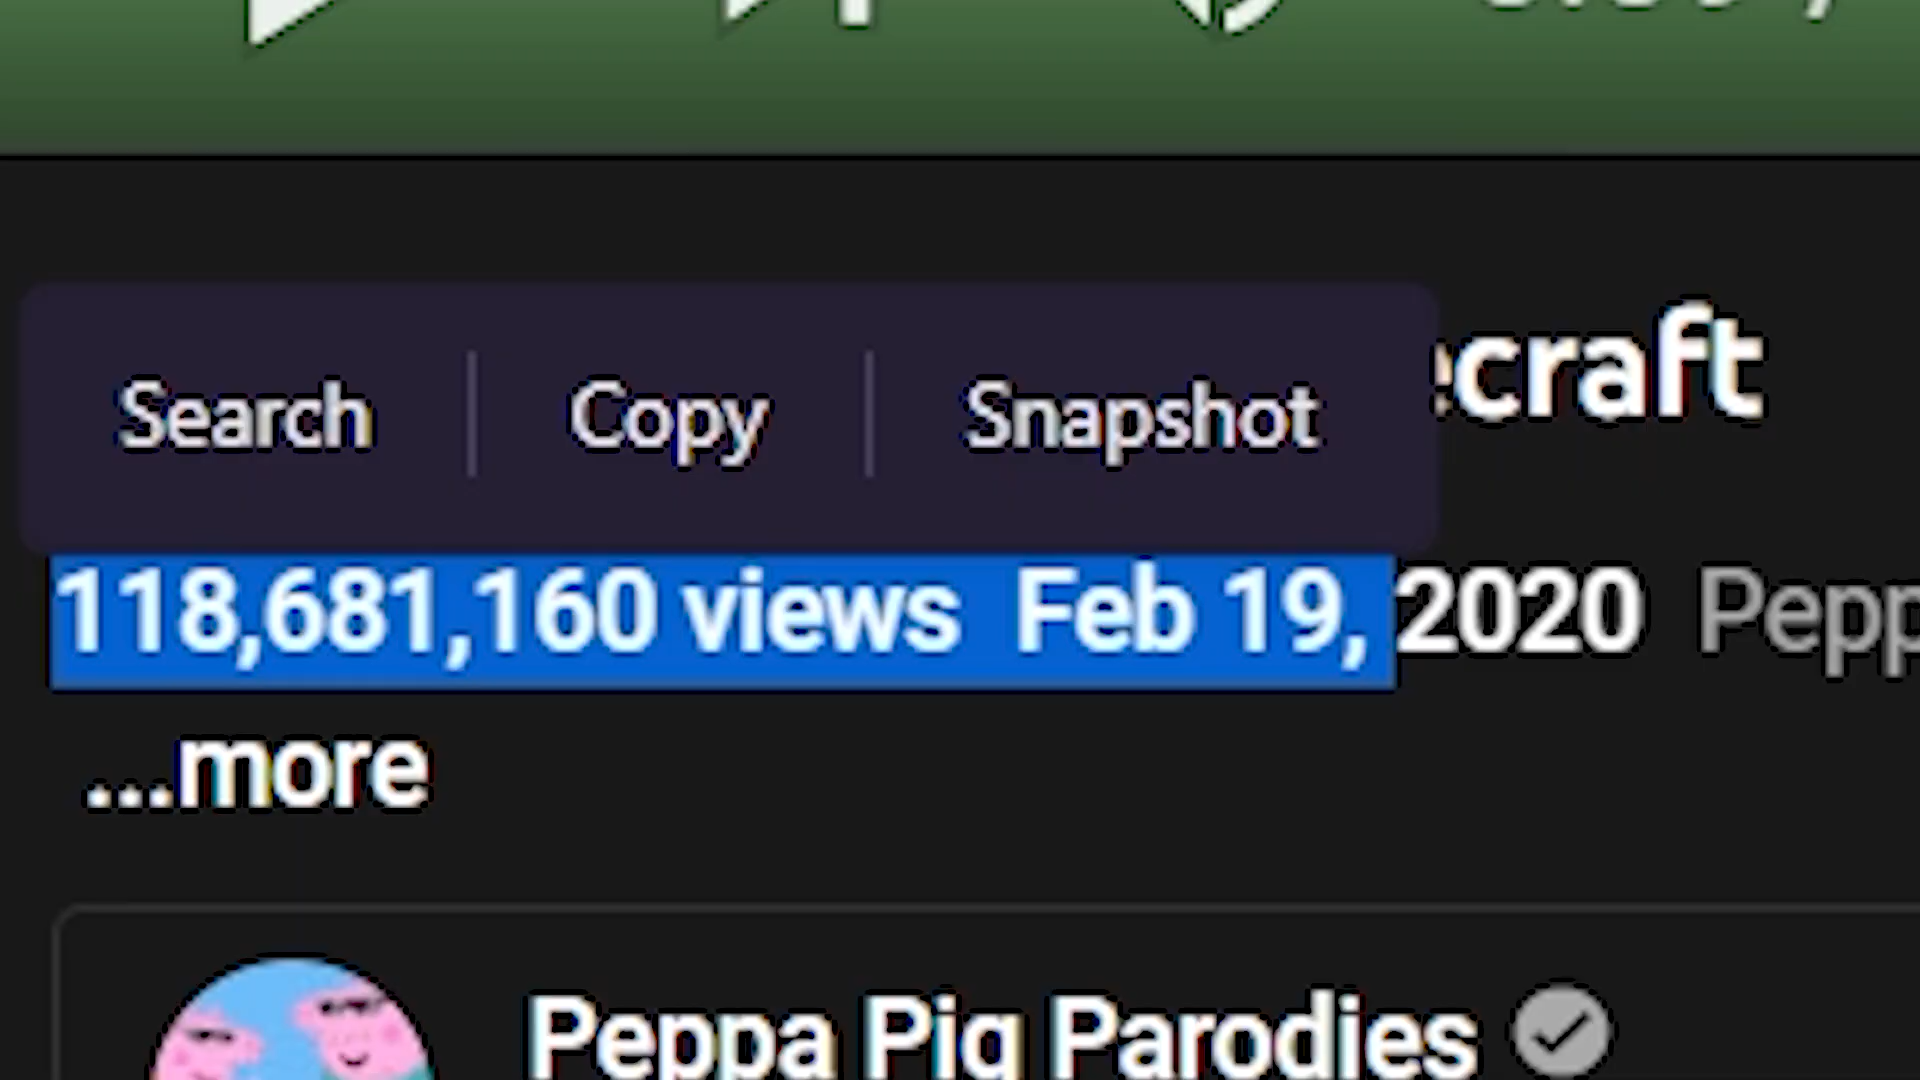 craft
Search
Copy
Snapshot
118,681,160 views Feb 19, 2020 Pepp
...more
Peppa Pig Parodies